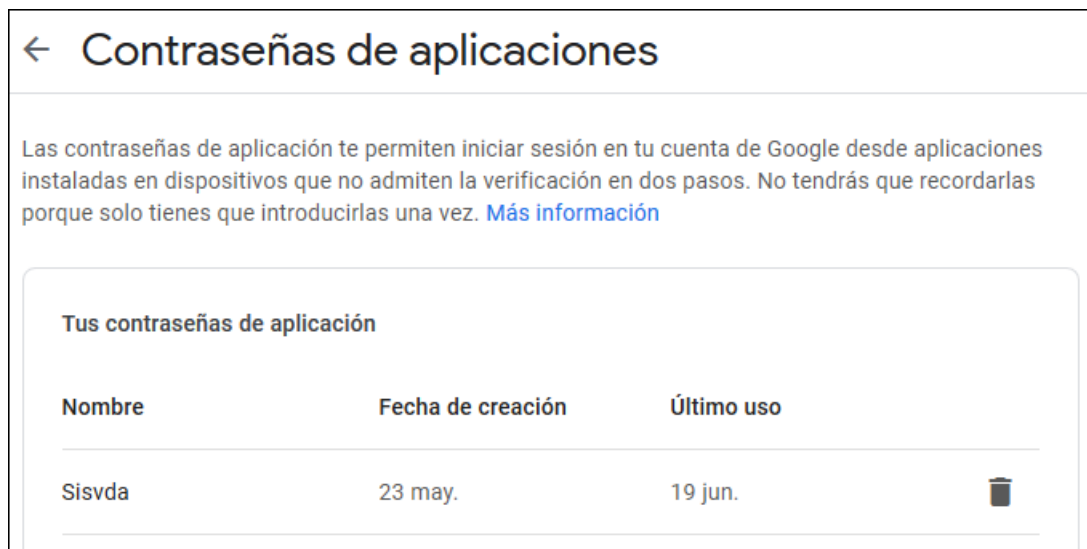 Contraseñas de aplicaciones
Las contraseñas de aplicación te permiten iniciar sesión en tu cuenta de Google desde aplicaciones
instaladas en dispositivos que no admiten la verificación en dos pasos. No tendrás que recordarlas
porque solo tienes que introducirlas una vez. Más información
Tus contraseñas de aplicación
Nombre Fecha de creación Último uso
Sisvda 23 may. 19 jun.